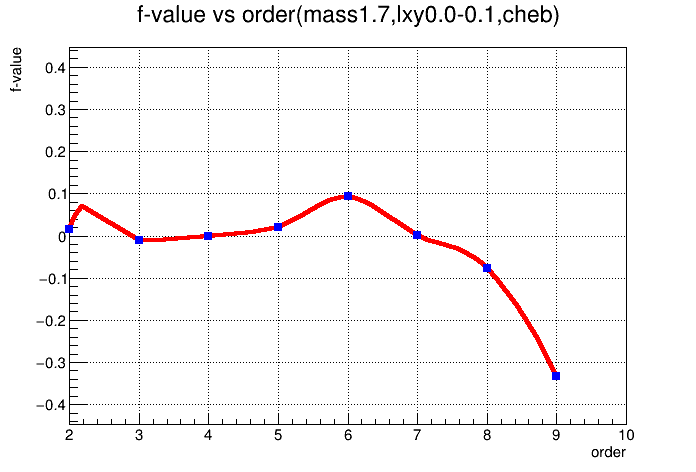 f-value vs order(mass1.7,lxy0.0-0.1,cheb)
f-value
0.4
0.3
0.2
0.1
0
−0.1
−0.2
−0.3
−0.4
2 3 4 5 6 7 8 9 10
order